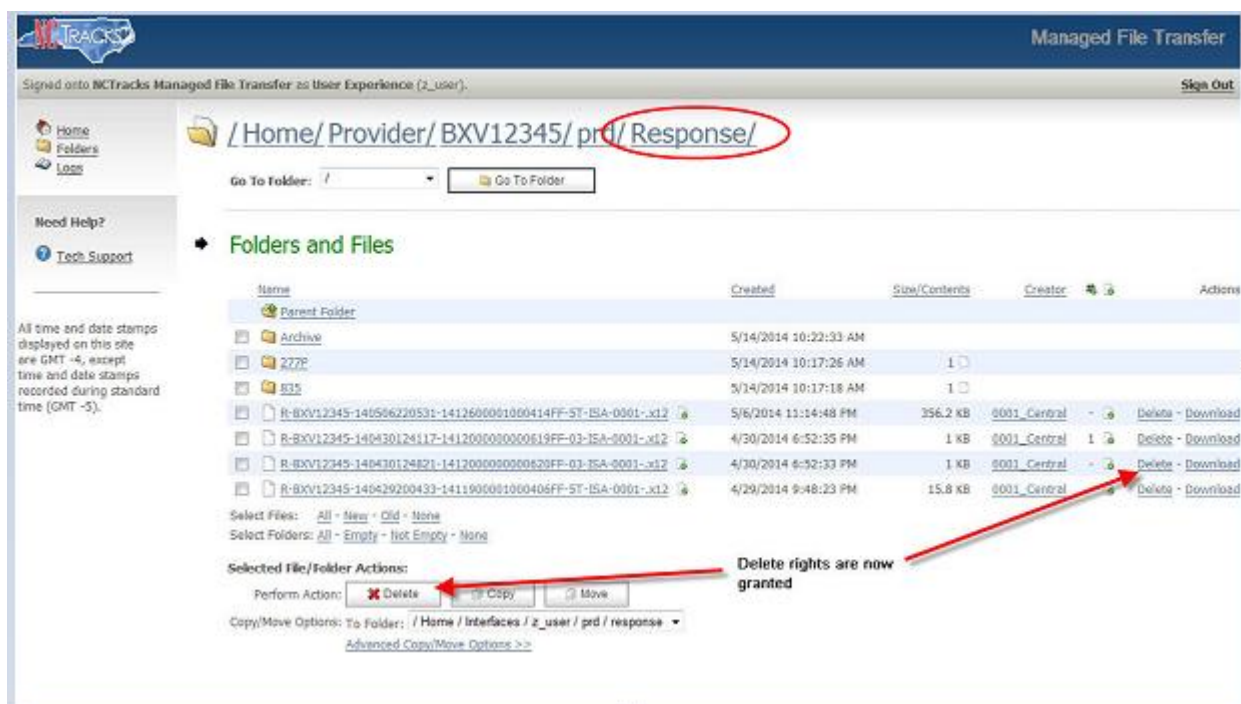 NCTRACKS
Managed File Transfer
Signed onto NCTracks Managed File Transfer as User Experience (z_user).
Sign Out
Home
Folders
Logs
Need Help?
Tech Support
All time and date stamps
displayed on this site
are GMT -4, except
time and date stamps
recorded during standard
time (GMT -5).
/ Home/ Provider/ BXV12345/ prd/ Response/
Go To Folder: / Go To Folder
Folders and Files
Name Created Size/Contents Creator Actions
Parent Folder
Archive 5/14/2014 10:22:33 AM
277P 5/14/2014 10:17:26 AM 1
835 5/14/2014 10:17:18 AM 1
R-BXV12345-140506220531-1412600001000414FF-5T-ISA-0001-.x12 5/6/2014 11:14:48 PM 356.2 KB 0001_Central - Delete - Download
R-BXV12345-140430124117-1412000000000619FF-03-ISA-0001-.x12 4/30/2014 6:52:35 PM 1 KB 0001_Central 1 Delete - Download
R-BXV12345-140430124821-1412000000000620FF-03-ISA-0001-.x12 4/30/2014 6:52:33 PM 1 KB 0001_Central - Delete - Download
R-BXV12345-140429200433-1411900001000406FF-5T-ISA-0001-.x12 4/29/2014 9:48:23 PM 15.8 KB 0001_Central Delete - Download
Select Files: All - New - Old - None
Select Folders: All - Empty - Not Empty - None
Selected File/Folder Actions:
Perform Action: Delete Copy Move
Copy/Move Options: To Folder: / Home / Interfaces / z_user / prd / response
Advanced Copy/Move Options >>
Delete rights are now
granted